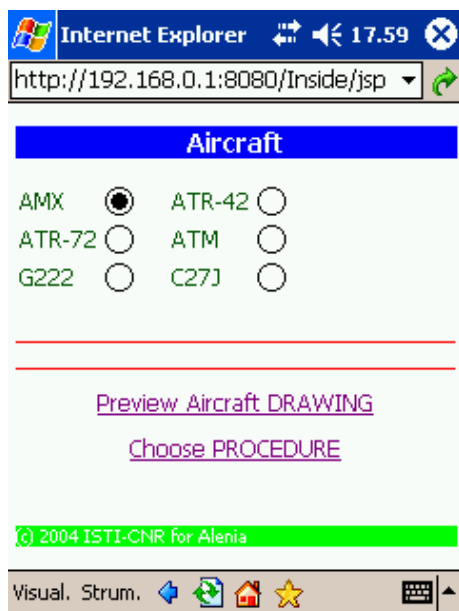 Internet Explorer 17.59
http://192.168.0.1:8080/Inside/jsp
Aircraft
AMX ATR-42
ATR-72 ATM
G222 C27J
Preview Aircraft DRAWING
Choose PROCEDURE
(c) 2004 ISTI-CNR for Alenia
Visual. Strum.